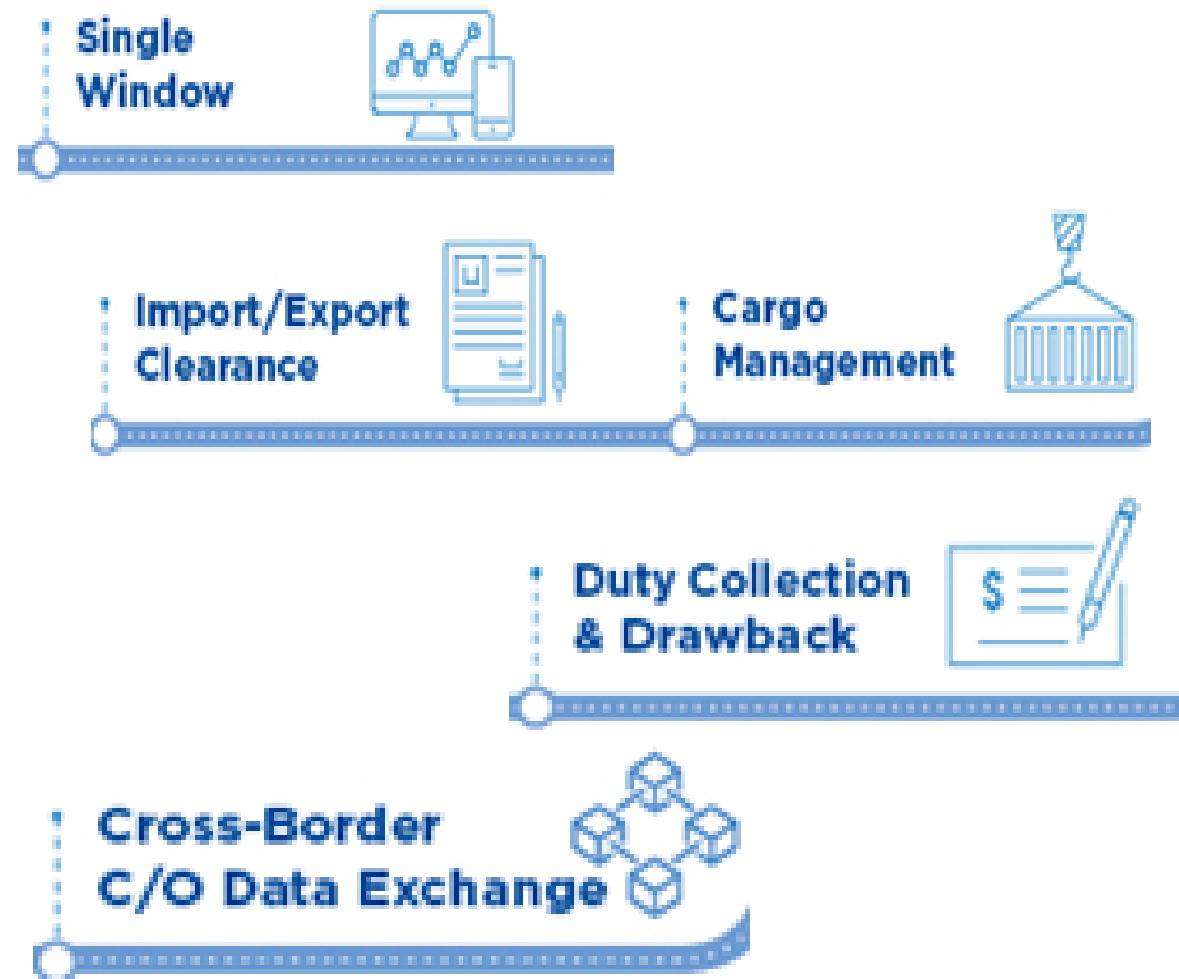 Single
Window
Import/Export
Clearance
Cargo
Management
Duty Collection
& Drawback
$
Cross-Border
C/O Data Exchange